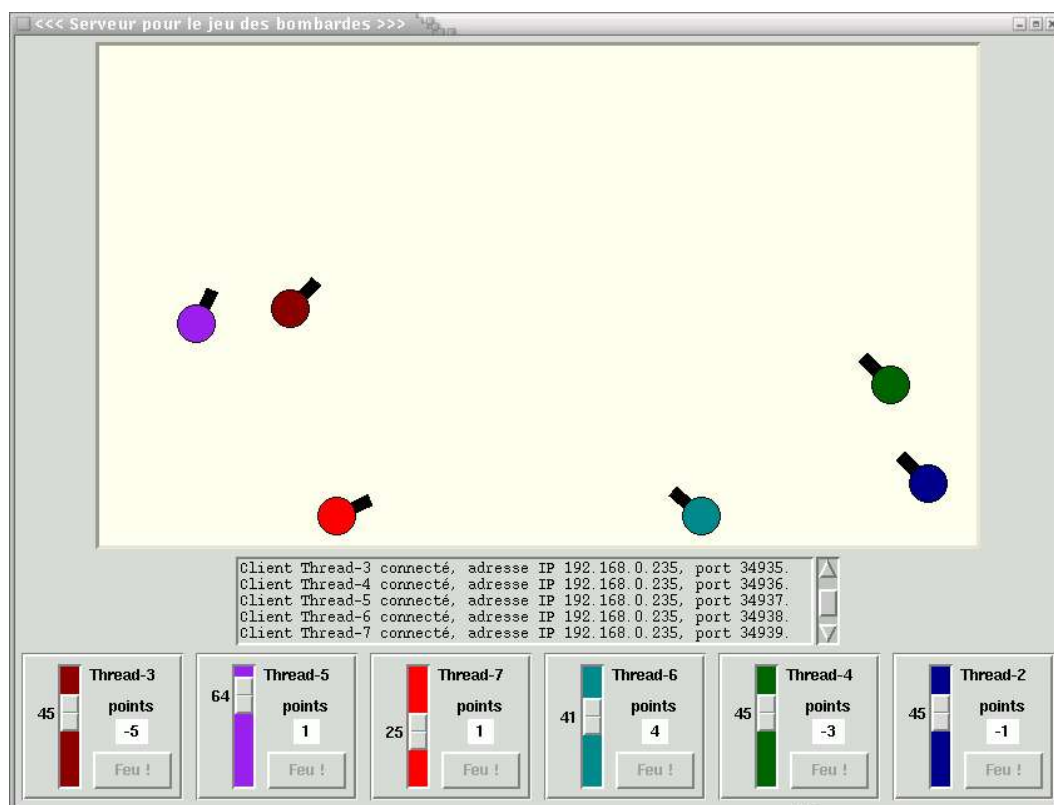 <<< Serveur pour le jeu des bombardes >>>
Client Thread-3 connecté, adresse IP 192.168.0.235, port 34935.
Client Thread-4 connecté, adresse IP 192.168.0.235, port 34936.
Client Thread-5 connecté, adresse IP 192.168.0.235, port 34937.
Client Thread-6 connecté, adresse IP 192.168.0.235, port 34938.
Client Thread-7 connecté, adresse IP 192.168.0.235, port 34939.
Thread-3
points
45
-5
Feu !
Thread-5
64
points
1
Feu !
Thread-7
points
25
1
Feu !
Thread-6
points
41
4
Feu !
Thread-4
points
45
-3
Feu !
Thread-2
points
45
-1
Feu !